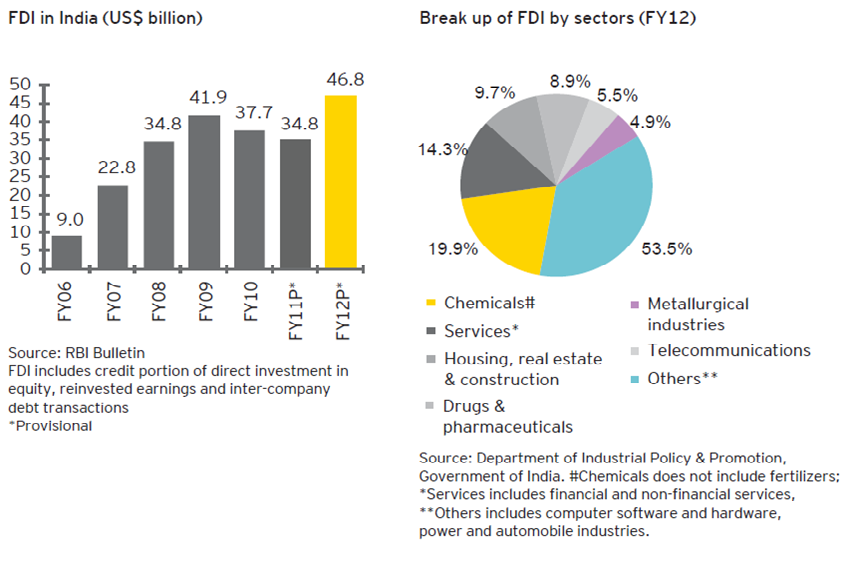 FDI in India (US$ billion)
50
45
40
35
30
25
20
15
10
5
0
9.0
22.8
34.8
41.9
37.7
34.8
46.8
FY06
FY07
FY08
FY09
FY10
FY11P*
FY12P*
Source: RBI Bulletin
FDI includes credit portion of direct investment in
equity, reinvested earnings and inter-company
debt transactions
*Provisional
Break up of FDI by sectors (FY12)
8.9%
9.7%
5.5%
4.9%
14.3%
19.9%
53.5%
Chemicals#
Services*
Housing, real estate
& construction
Drugs &
pharmaceuticals
Metallurgical
industries
Telecommunications
Others**
Source: Department of Industrial Policy & Promotion,
Government of India. #Chemicals does not include fertilizers;
*Services includes financial and non-financial services,
**Others includes computer software and hardware,
power and automobile industries.